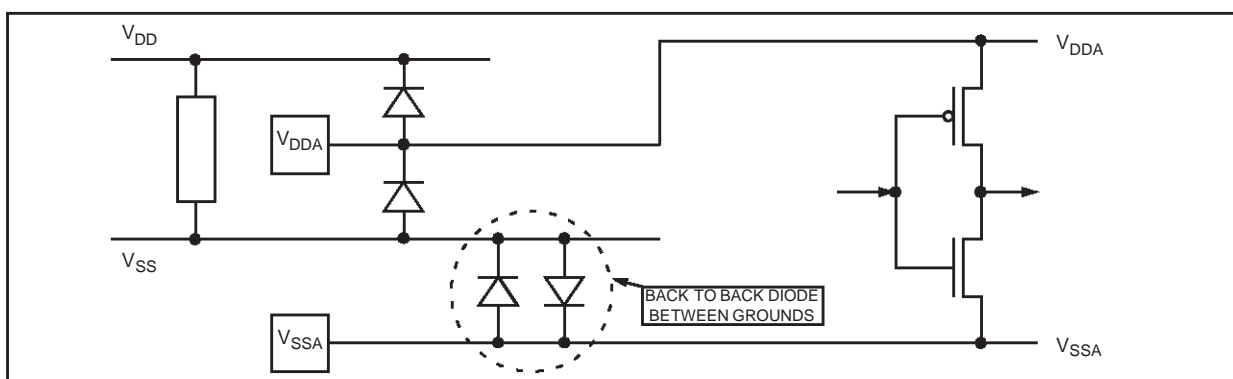 VDD
VDDA
VDDA
VSS
BACK TO BACK DIODE
BETWEEN GROUNDS
VSSA
VSSA